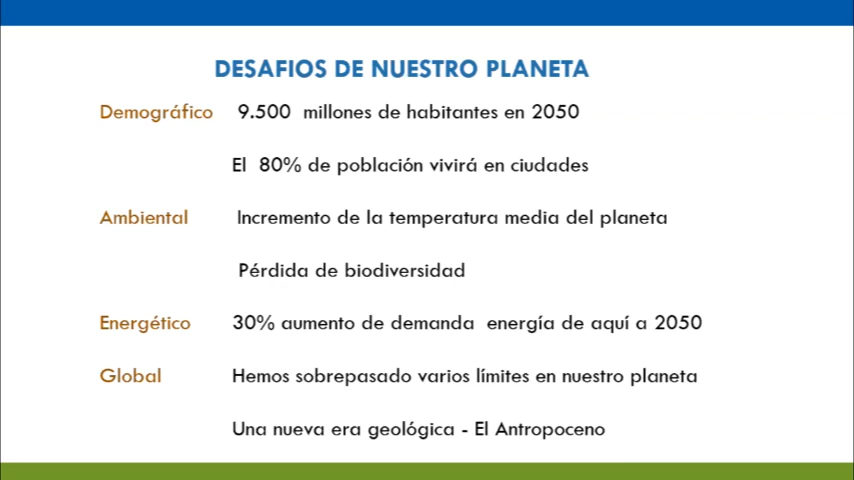 DESAFIOS DE NUESTRO PLANETA
Demográfico 9.500 millones de habitantes en 2050
El 80% de población vivirá en ciudades
Ambiental Incremento de la temperatura media del planeta
Pérdida de biodiversidad
Energético 30% aumento de demanda energía de aquí a 2050
Global Hemos sobrepasado varios límites en nuestro planeta
Una nueva era geológica - El Antropoceno